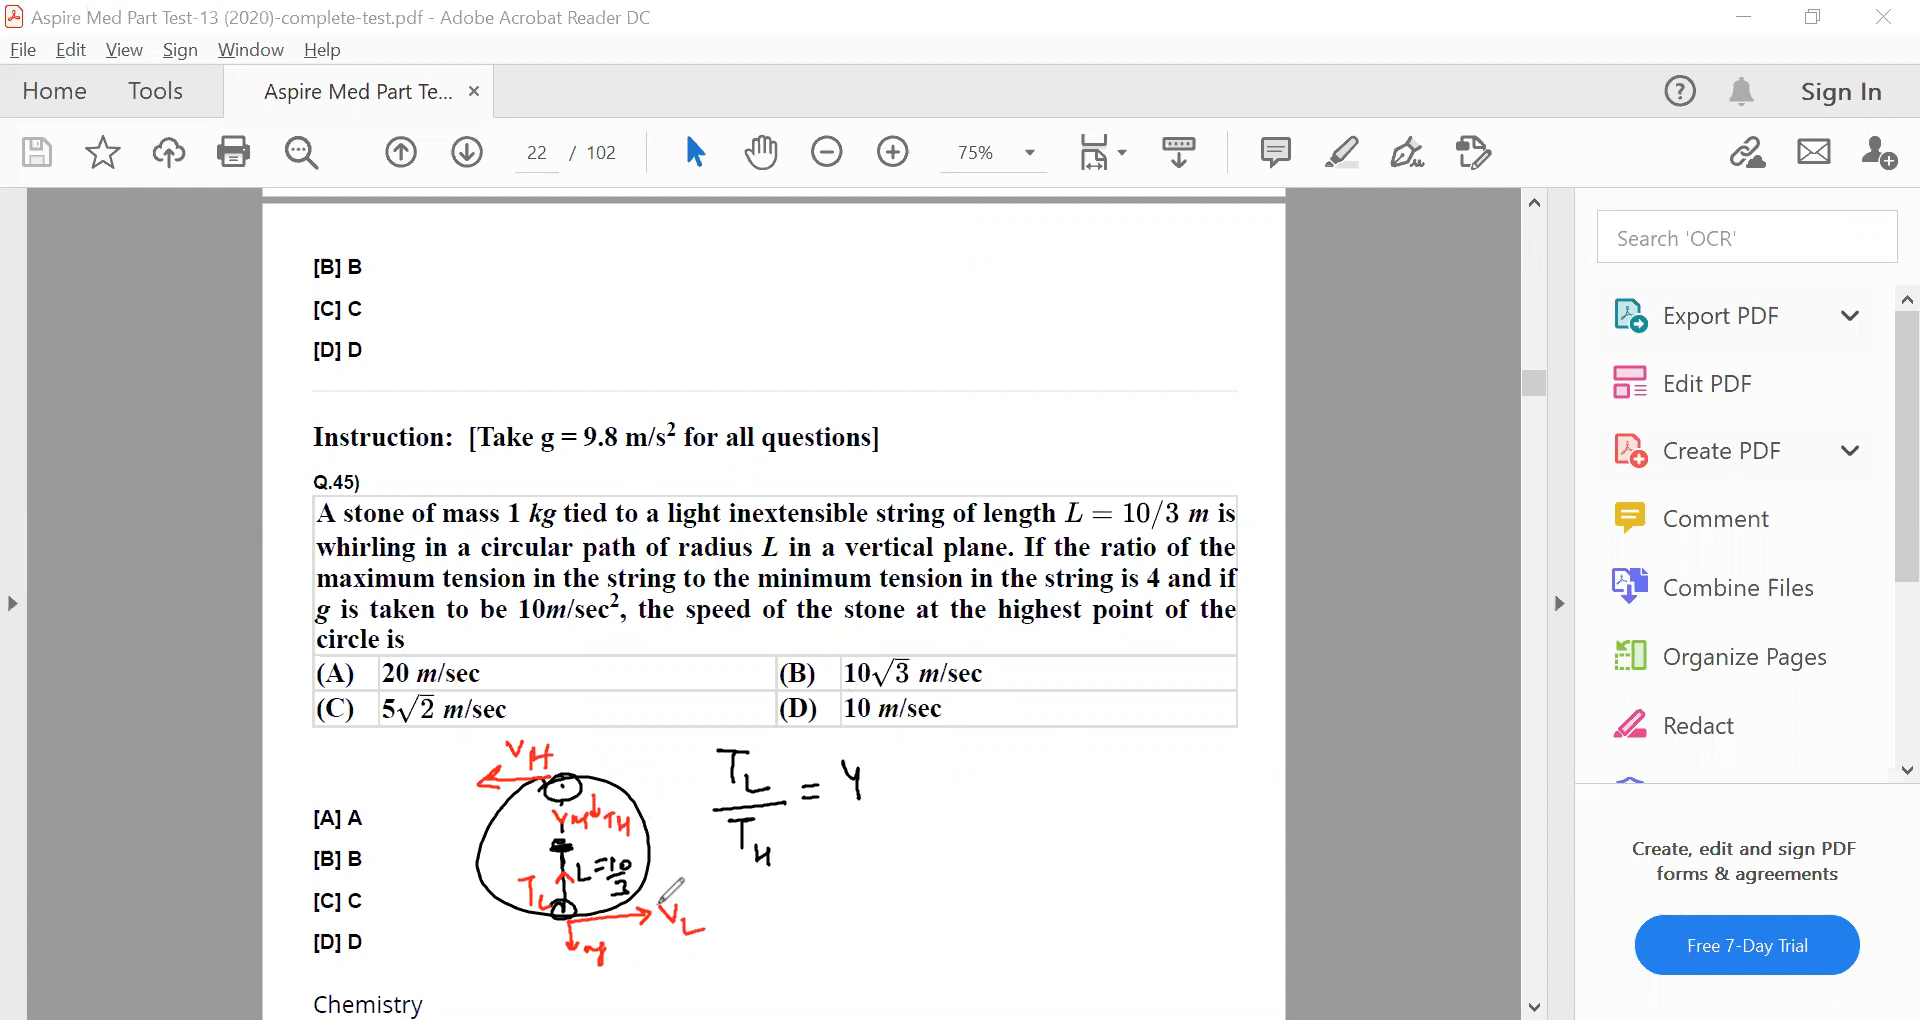 Aspire Med Part Test-13 (2020)-complete-test.pdf - Adobe Acrobat Reader DC
File Edit View Sign Window Help
Home Tools Aspire Med Part Te... × Sign In
22 / 102 75%
Search 'OCR'
Export PDF
Edit PDF
Create PDF
Comment
Combine Files
Organize Pages
Redact
Create, edit and sign PDF
forms & agreements
Free 7-Day Trial
[B] B
[C] C
[D] D
Instruction: [Take g = 9.8 m/s² for all questions]
Q.45)
A stone of mass 1 kg tied to a light inextensible string of length L = 10/3 m is
whirling in a circular path of radius L in a vertical plane. If the ratio of the
maximum tension in the string to the minimum tension in the string is 4 and if
g is taken to be 10m/sec², the speed of the stone at the highest point of the
circle is
(A) 20 m/sec (B) 10√3 m/sec
(C) 5√2 m/sec (D) 10 m/sec
V_H
T_H
L = 10/3
T_L
V_L
T_L / T_H = 4
[A] A
[B] B
[C] C
[D] D
Chemistry